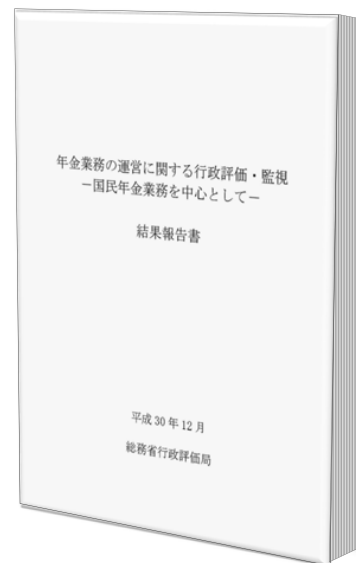 年金業務の運営に関する行政評価・監視
－国民年金業務を中心として－
結果報告書
平成 30 年 12 月
総務省行政評価局